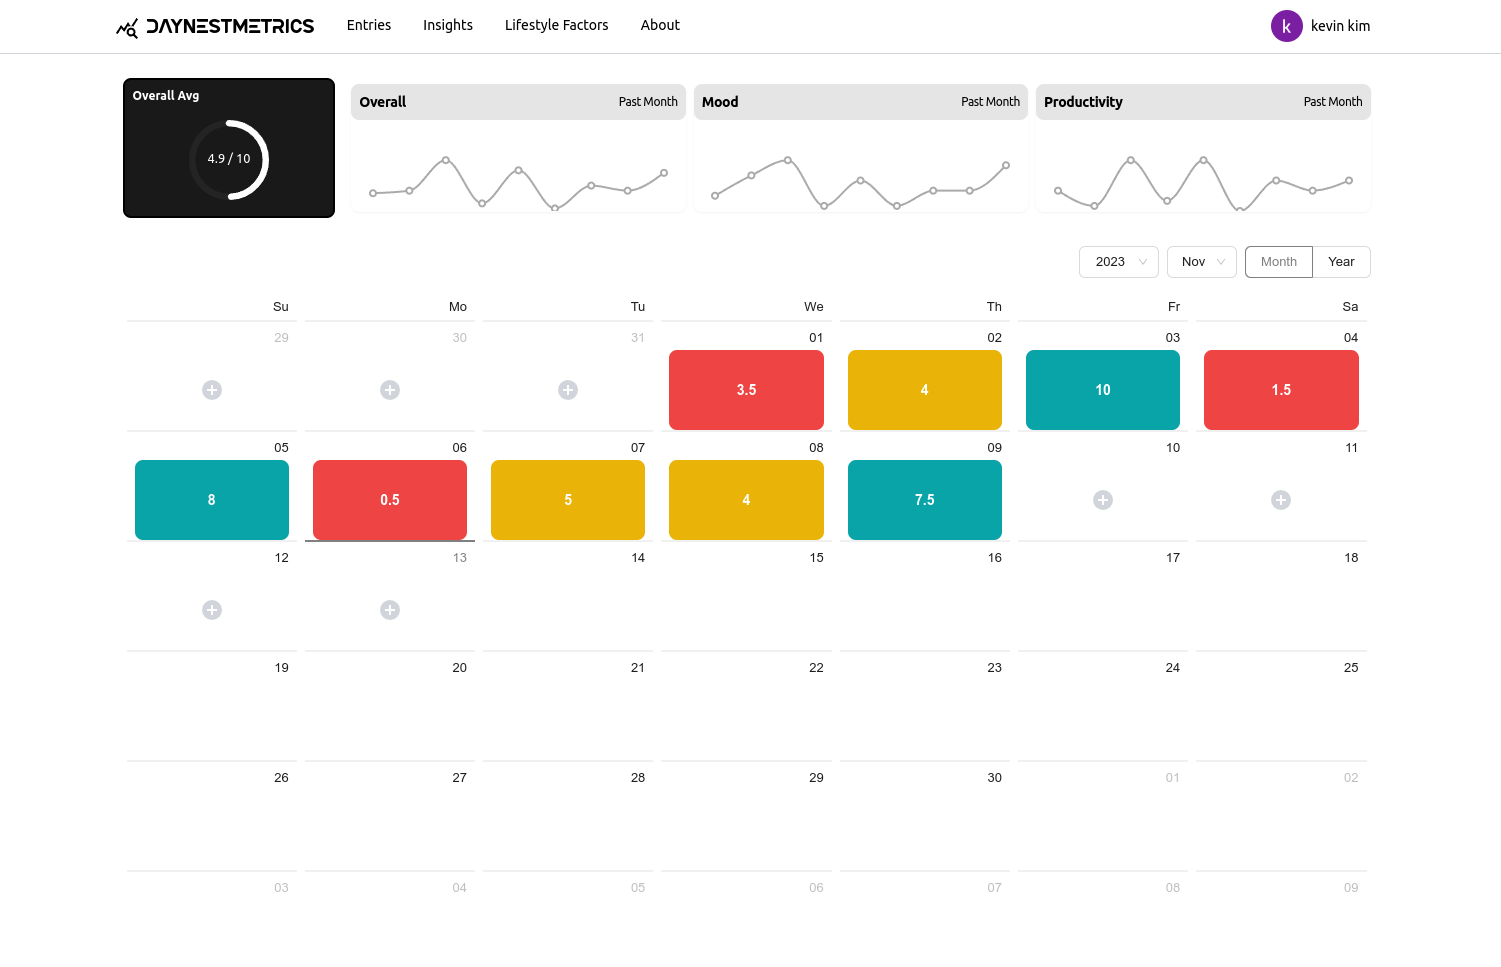 DAYNESTMETRICS Entries Insights Lifestyle Factors About k kevin kim
Overall Avg
4.9 / 10
Overall Past Month
Mood Past Month
Productivity Past Month
2023 Nov Month Year
Su Mo Tu We Th Fr Sa
29 30 31 01 02 03 04
3.5 4 10 1.5
05 06 07 08 09 10 11
8 0.5 5 4 7.5
12 13 14 15 16 17 18
19 20 21 22 23 24 25
26 27 28 29 30 01 02
03 04 05 06 07 08 09